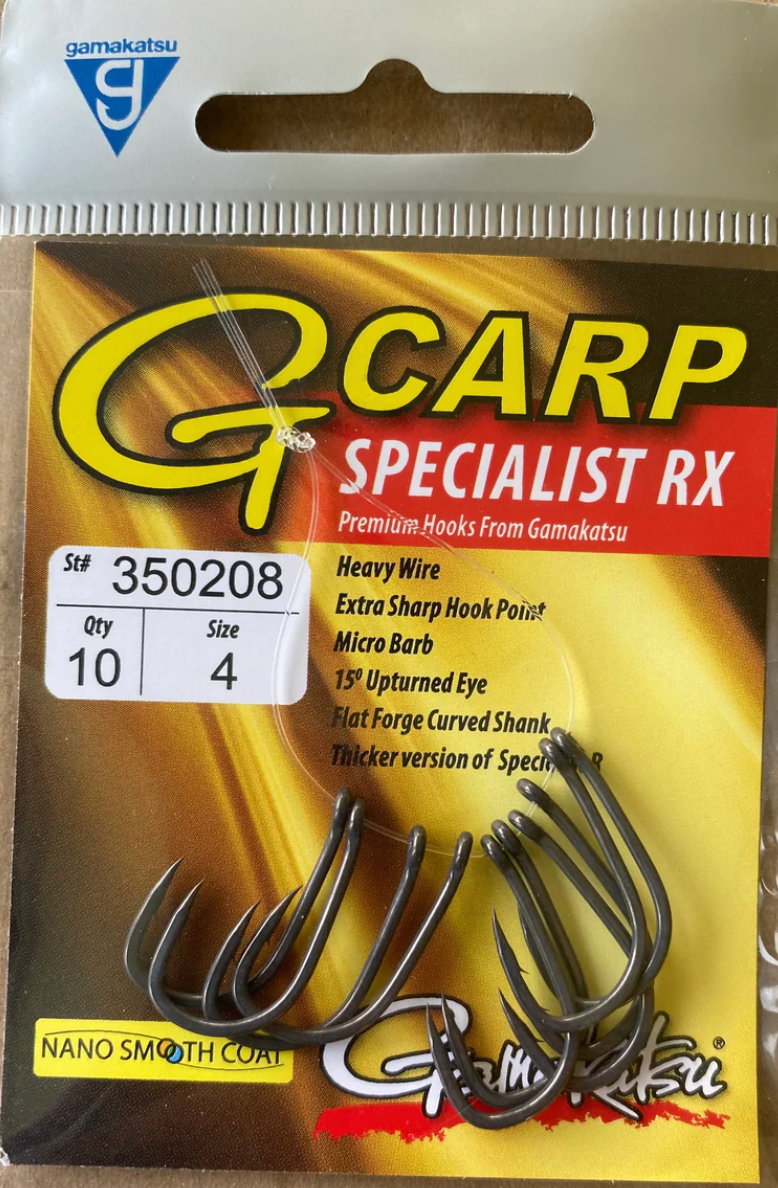 gamakatsu
G CARP
SPECIALIST RX
Premium Hooks From Gamakatsu
St# 350208
Qty Size
10 4
Heavy Wire
Extra Sharp Hook Point
Micro Barb
15º Upturned Eye
Flat Forge Curved Shank
Thicker version of R
NANO SMOOTH COAT
Gamakatsu®